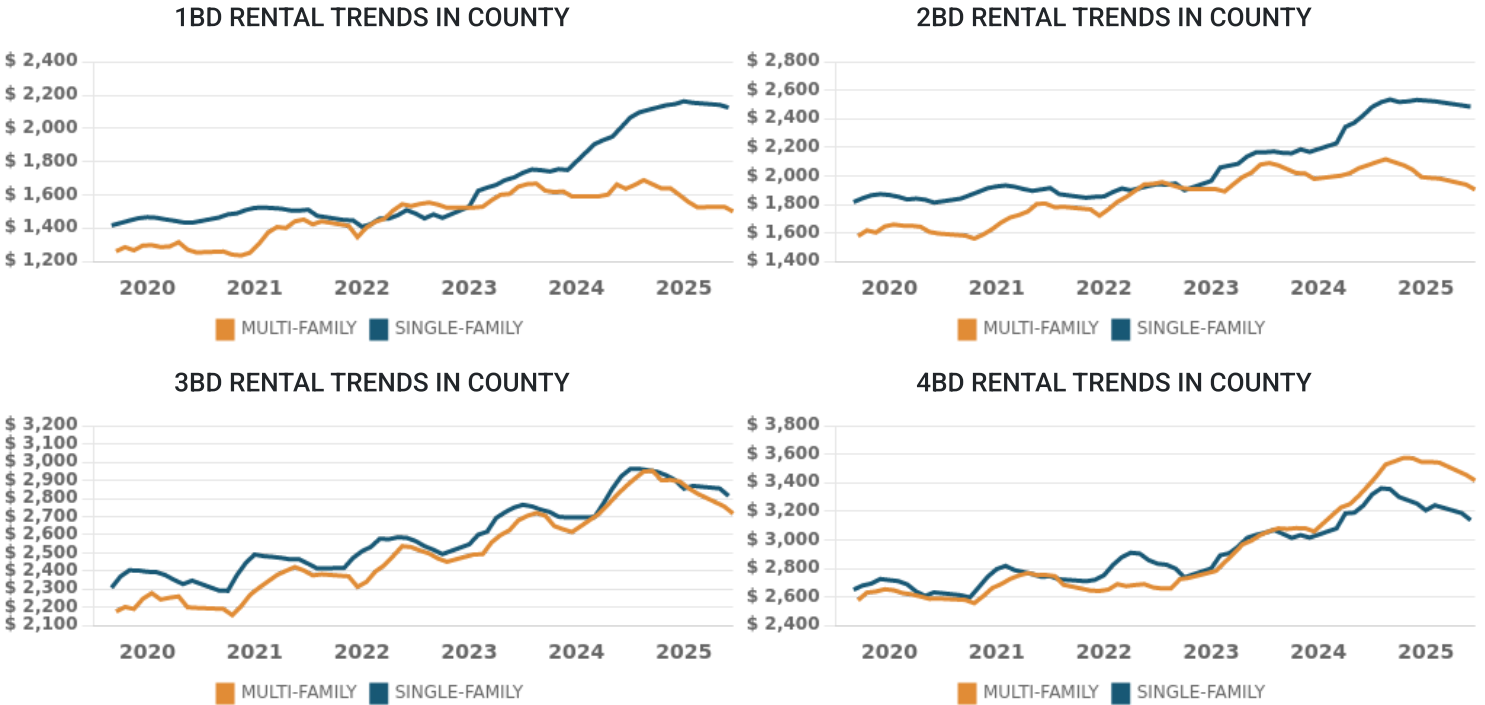 1BD RENTAL TRENDS IN COUNTY
$ 2,400
$ 2,200
$ 2,000
$ 1,800
$ 1,600
$ 1,400
$ 1,200
2020 2021 2022 2023 2024 2025
MULTI-FAMILY SINGLE-FAMILY
2BD RENTAL TRENDS IN COUNTY
$ 2,800
$ 2,600
$ 2,400
$ 2,200
$ 2,000
$ 1,800
$ 1,600
$ 1,400
2020 2021 2022 2023 2024 2025
MULTI-FAMILY SINGLE-FAMILY
3BD RENTAL TRENDS IN COUNTY
$ 3,200
$ 3,100
$ 3,000
$ 2,900
$ 2,800
$ 2,700
$ 2,600
$ 2,500
$ 2,400
$ 2,300
$ 2,200
$ 2,100
2020 2021 2022 2023 2024 2025
MULTI-FAMILY SINGLE-FAMILY
4BD RENTAL TRENDS IN COUNTY
$ 3,800
$ 3,600
$ 3,400
$ 3,200
$ 3,000
$ 2,800
$ 2,600
$ 2,400
2020 2021 2022 2023 2024 2025
MULTI-FAMILY SINGLE-FAMILY